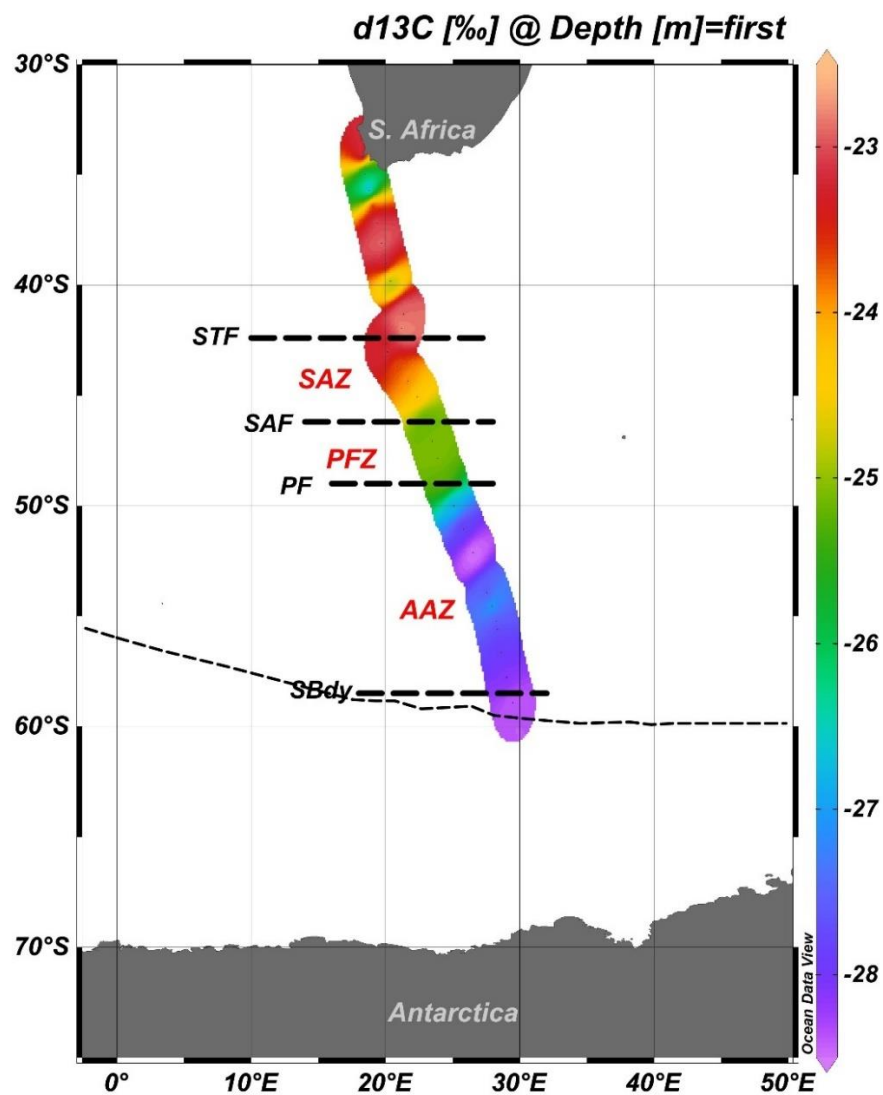 d13C [‰] @ Depth [m]=first
30°S
S. Africa
-23
40°S
-24
STF
SAZ
SAF
PFZ
-25
PF
50°S
AAZ
-26
SBdy
60°S
-27
70°S
-28
Antarctica
Ocean Data View
0°
10°E
20°E
30°E
40°E
50°E